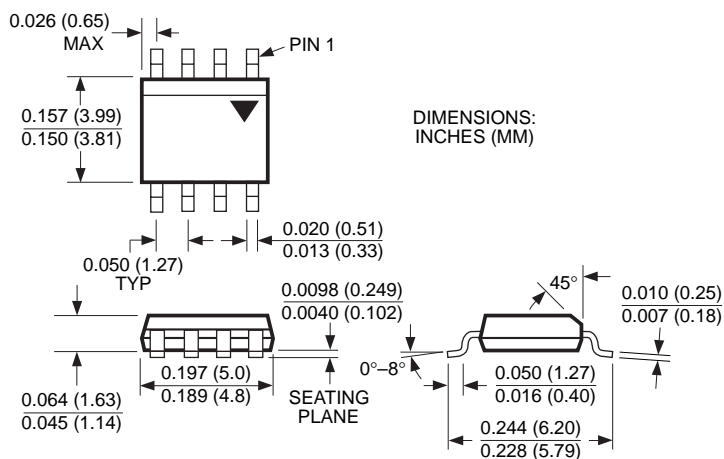 0.026 (0.65)
MAX
PIN 1
0.157 (3.99)
0.150 (3.81)
DIMENSIONS:
INCHES (MM)
0.020 (0.51)
0.013 (0.33)
0.050 (1.27)
TYP
0.0098 (0.249)
0.0040 (0.102)
45°
0.010 (0.25)
0.007 (0.18)
0°–8°
0.064 (1.63)
0.045 (1.14)
0.197 (5.0)
0.189 (4.8)
SEATING
PLANE
0.050 (1.27)
0.016 (0.40)
0.244 (6.20)
0.228 (5.79)